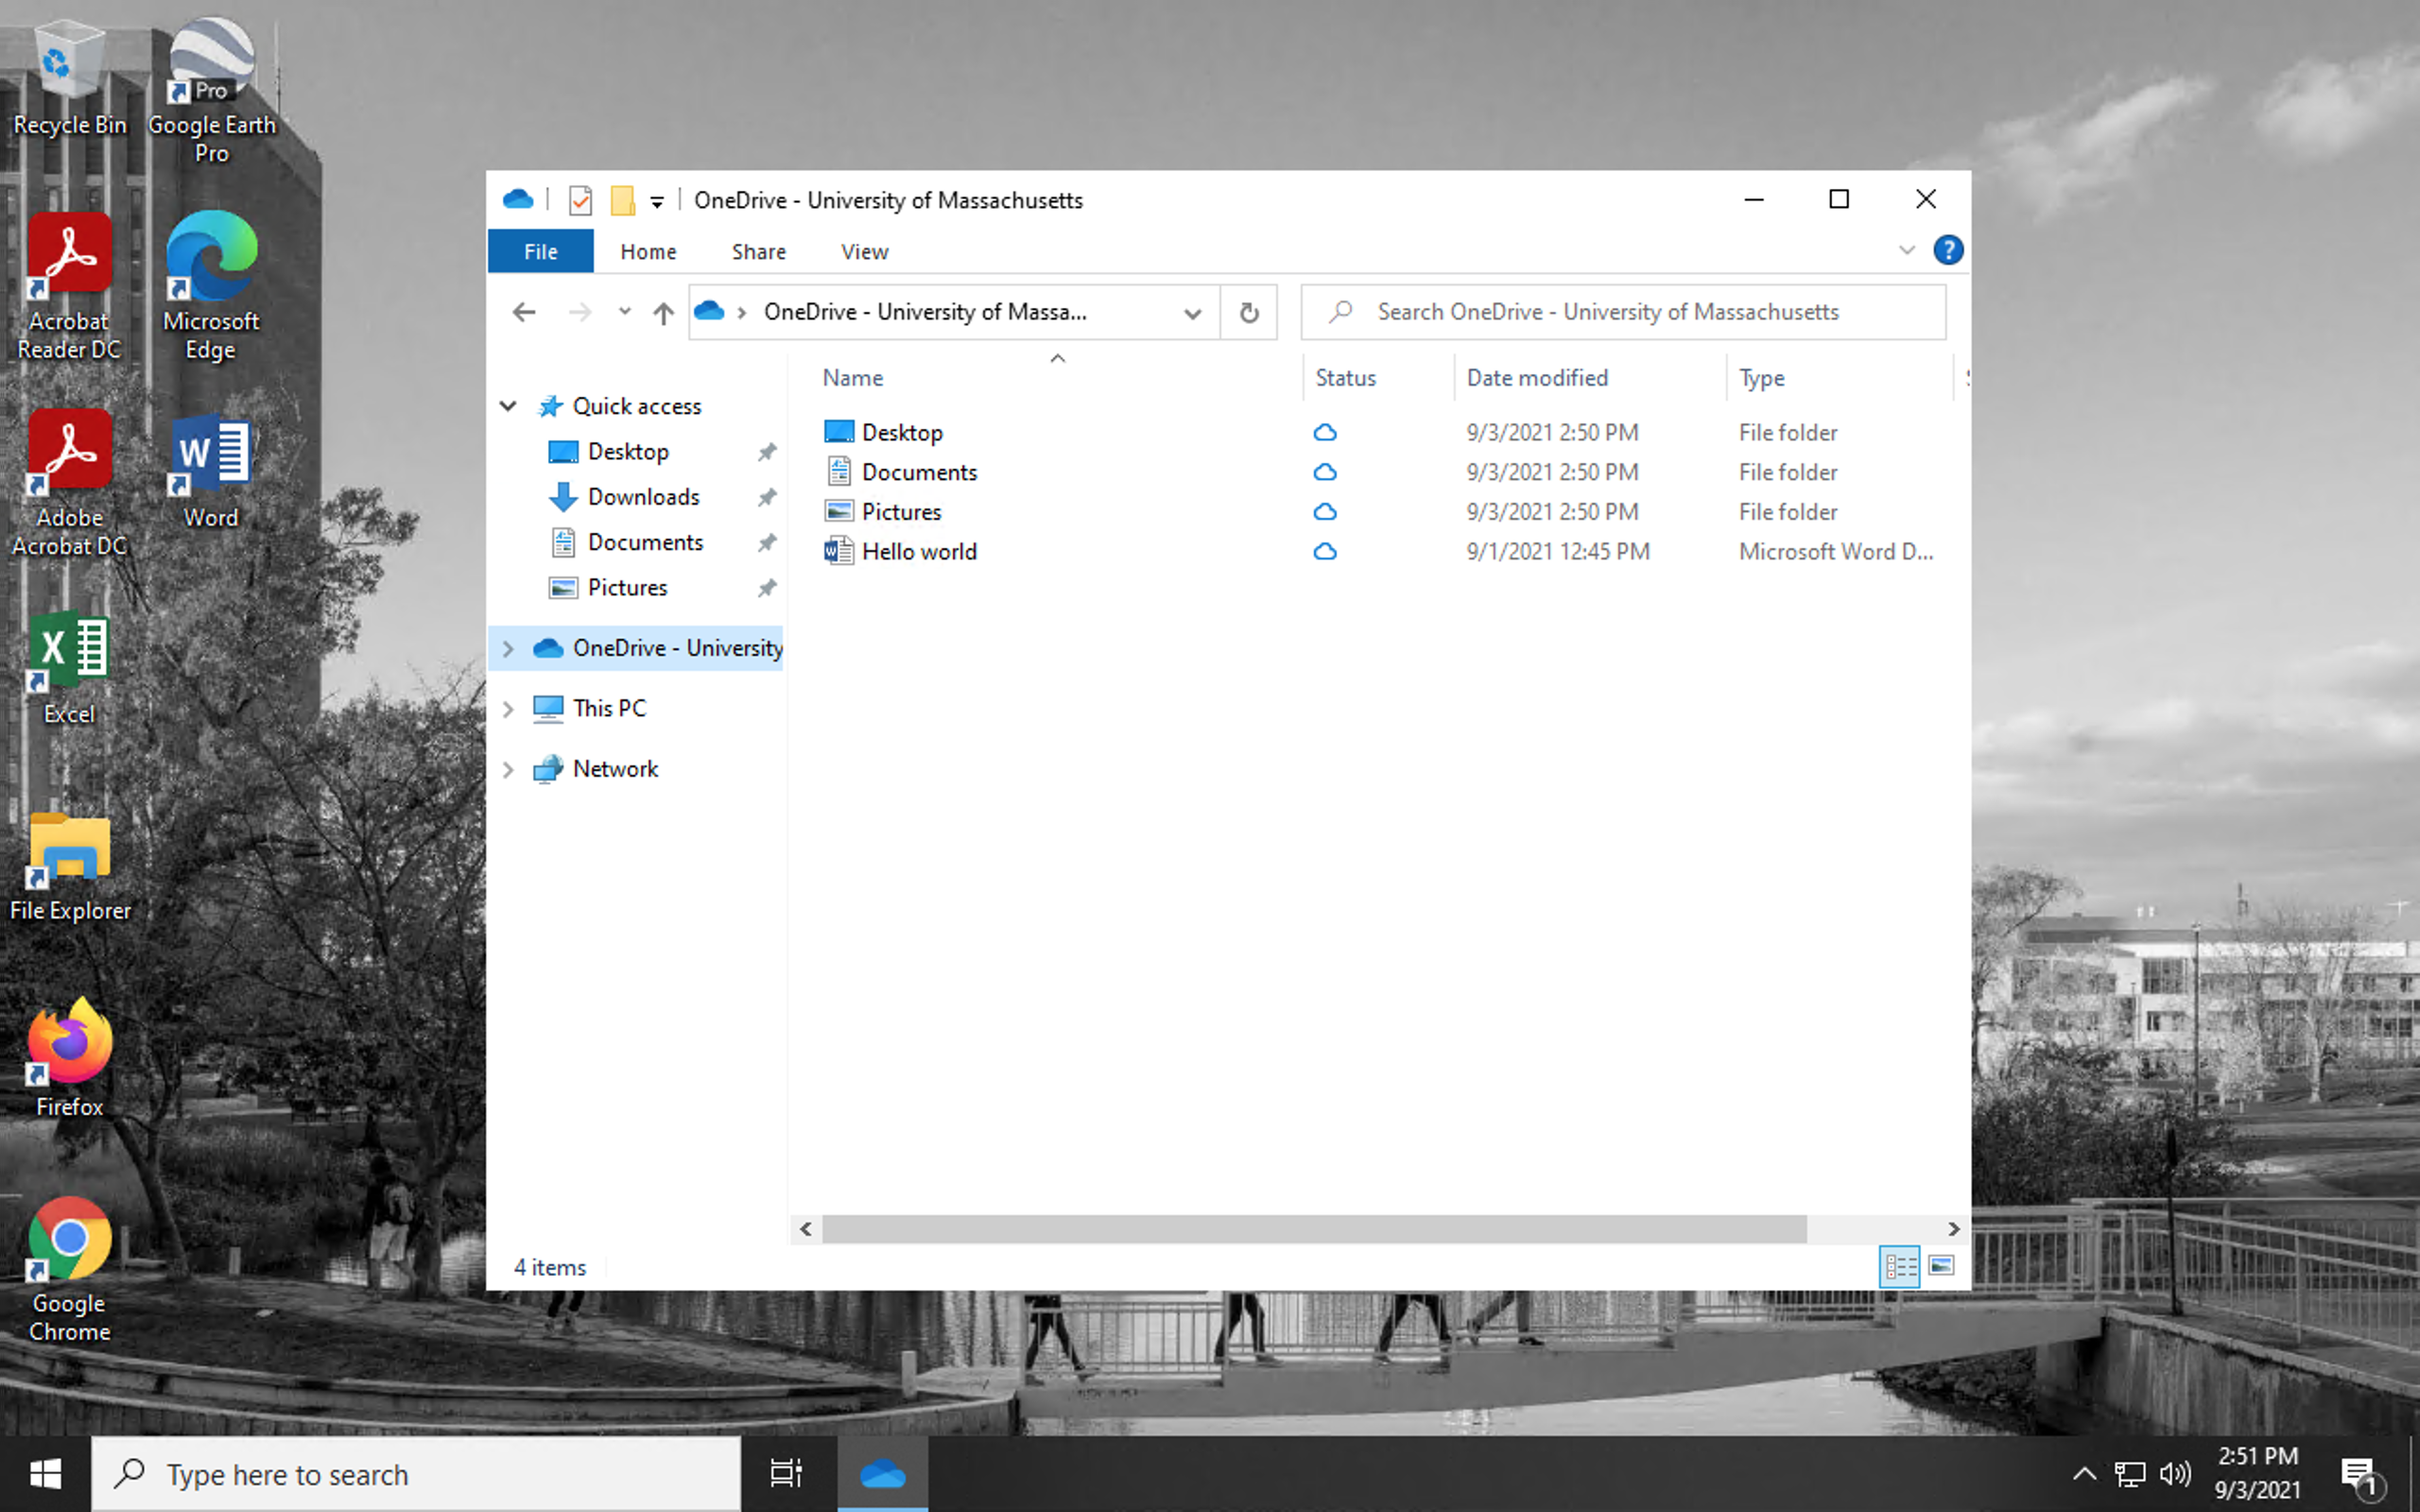 Recycle Bin
Pro
Google Earth
Pro
Acrobat
Reader DC
Microsoft
Edge
Adobe
Acrobat DC
W
Word
X
Excel
File Explorer
Firefox
Google
Chrome
OneDrive - University of Massachusetts
File Home Share View
?
OneDrive - University of Massa...
Search OneDrive - University of Massachusetts
Quick access
Desktop
Downloads
Documents
Pictures
OneDrive - University
This PC
Network
Name Status Date modified Type
Desktop 9/3/2021 2:50 PM File folder
Documents 9/3/2021 2:50 PM File folder
Pictures 9/3/2021 2:50 PM File folder
Hello world 9/1/2021 12:45 PM Microsoft Word D...
4 items
Type here to search
2:51 PM
9/3/2021
1